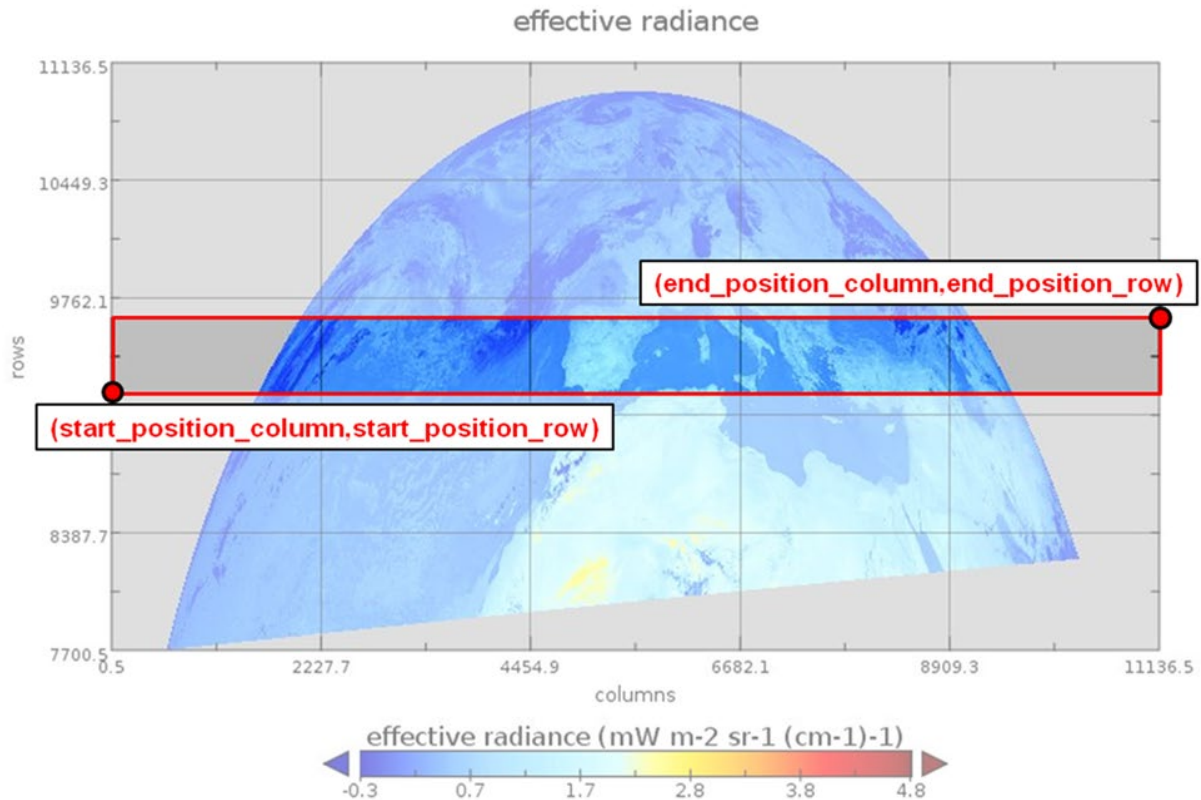 effective radiance
11136.5
10449.3
9762.1
(end_position_column,end_position_row)
rows
(start_position_column,start_position_row)
8387.7
7700.5
0.5 2227.7 4454.9 6682.1 8909.3 11136.5
columns
effective radiance (mW m-2 sr-1 (cm-1)-1)
-0.3 0.7 1.7 2.8 3.8 4.8